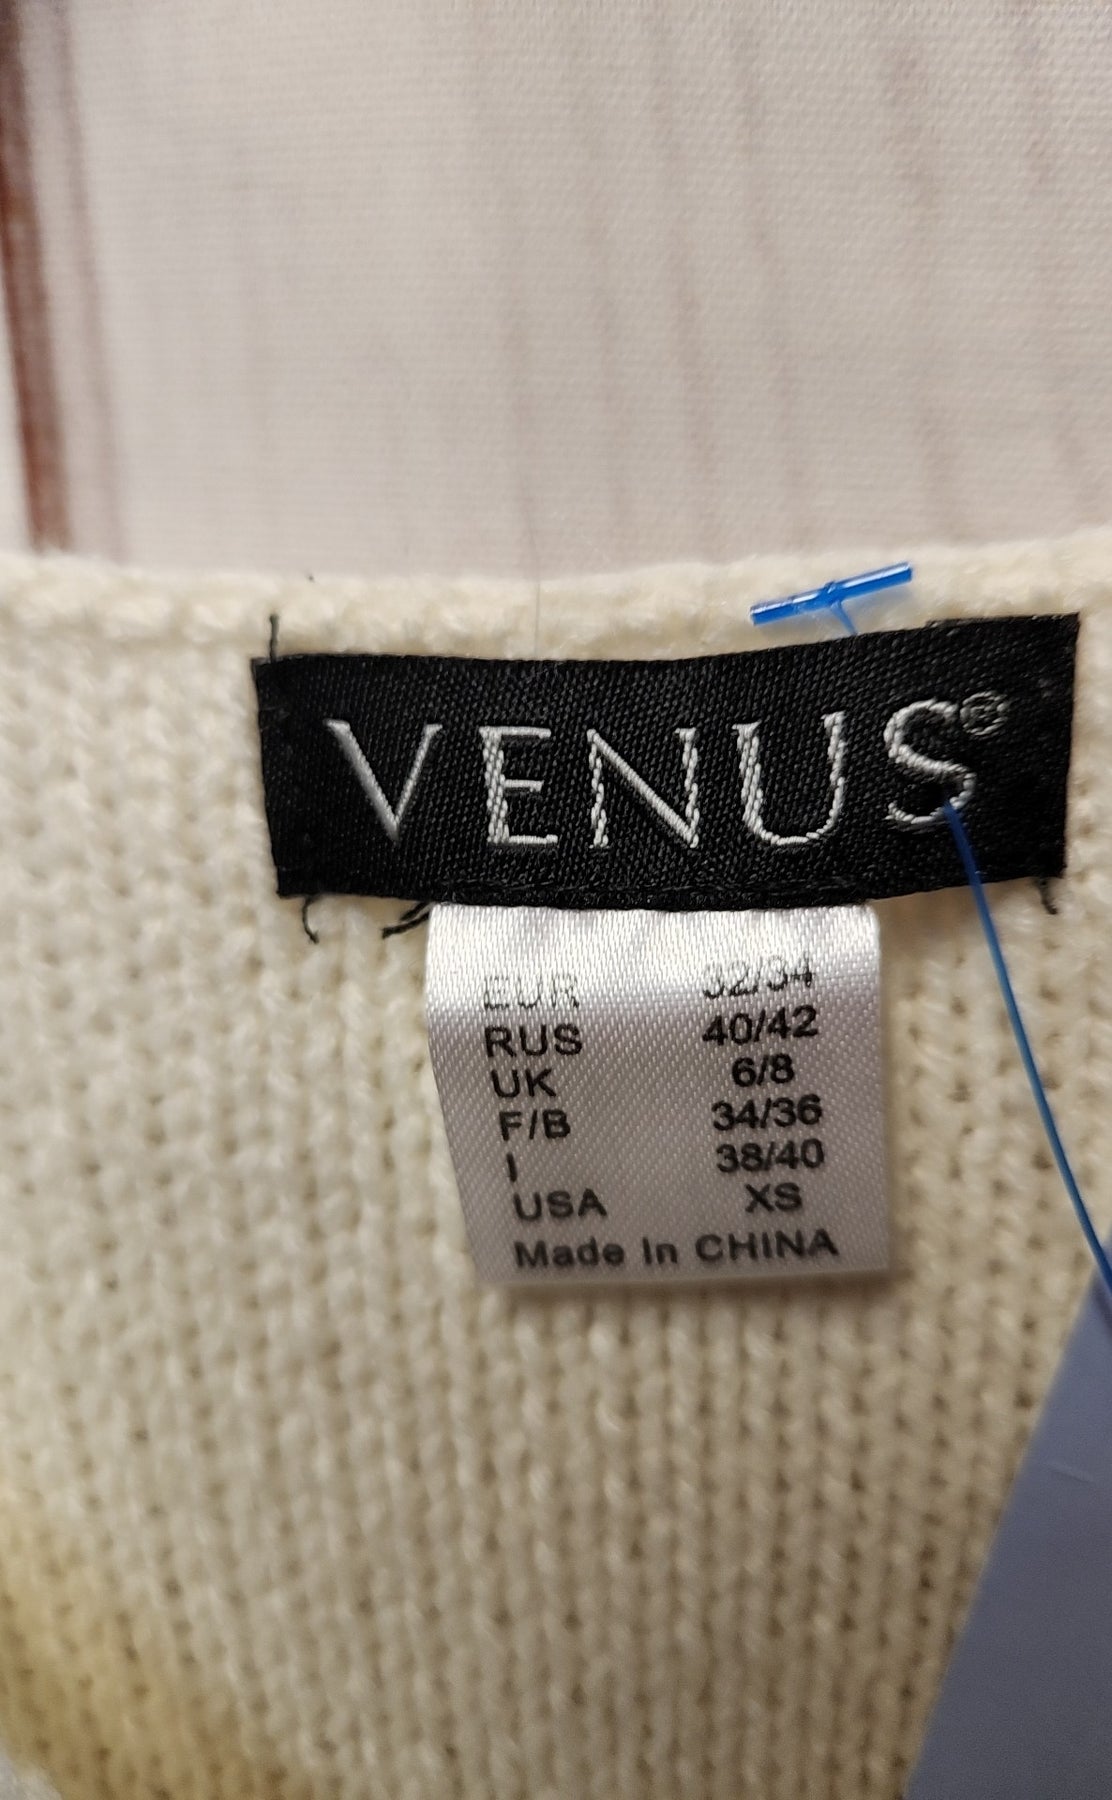 VENUS®
EUR 32/34
RUS 40/42
UK 6/8
F/B 34/36
I 38/40
USA XS
Made In CHINA